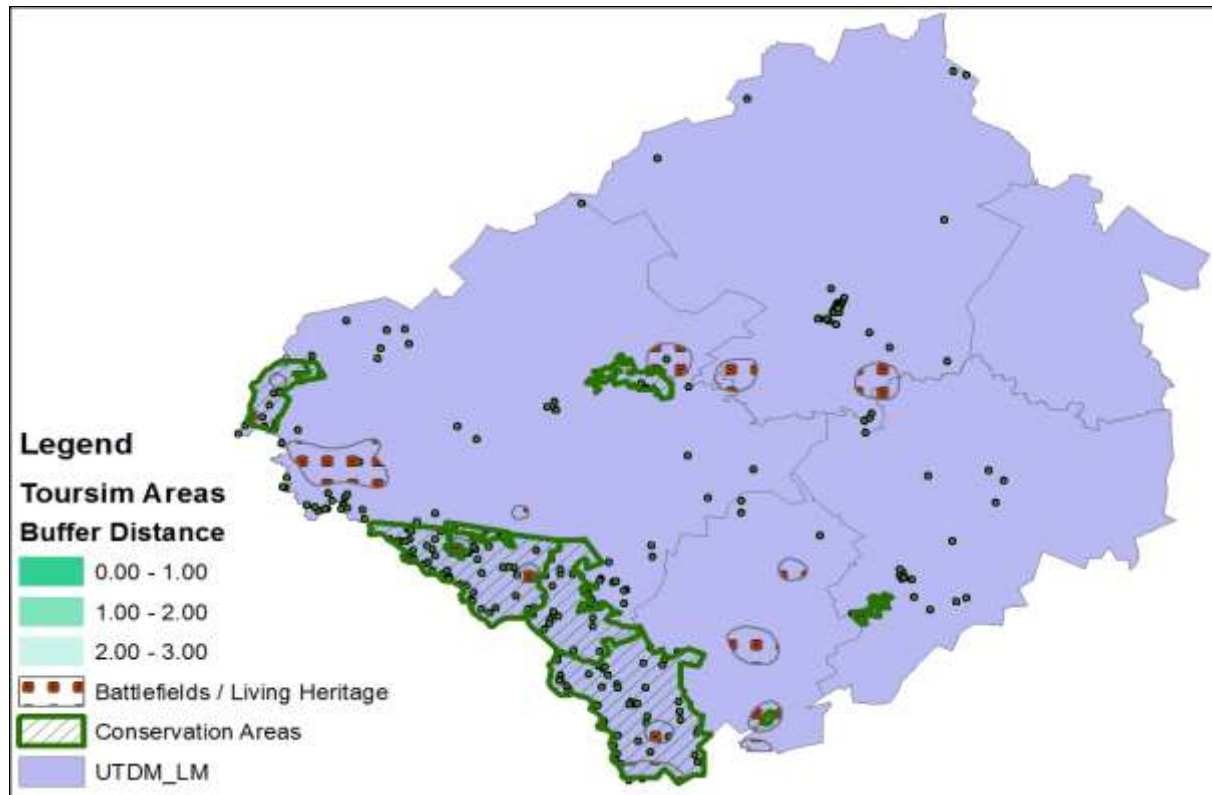 Legend
Toursim Areas
Buffer Distance
0.00 - 1.00
1.00 - 2.00
2.00 - 3.00
Battlefields / Living Heritage
Conservation Areas
UTDM_LM